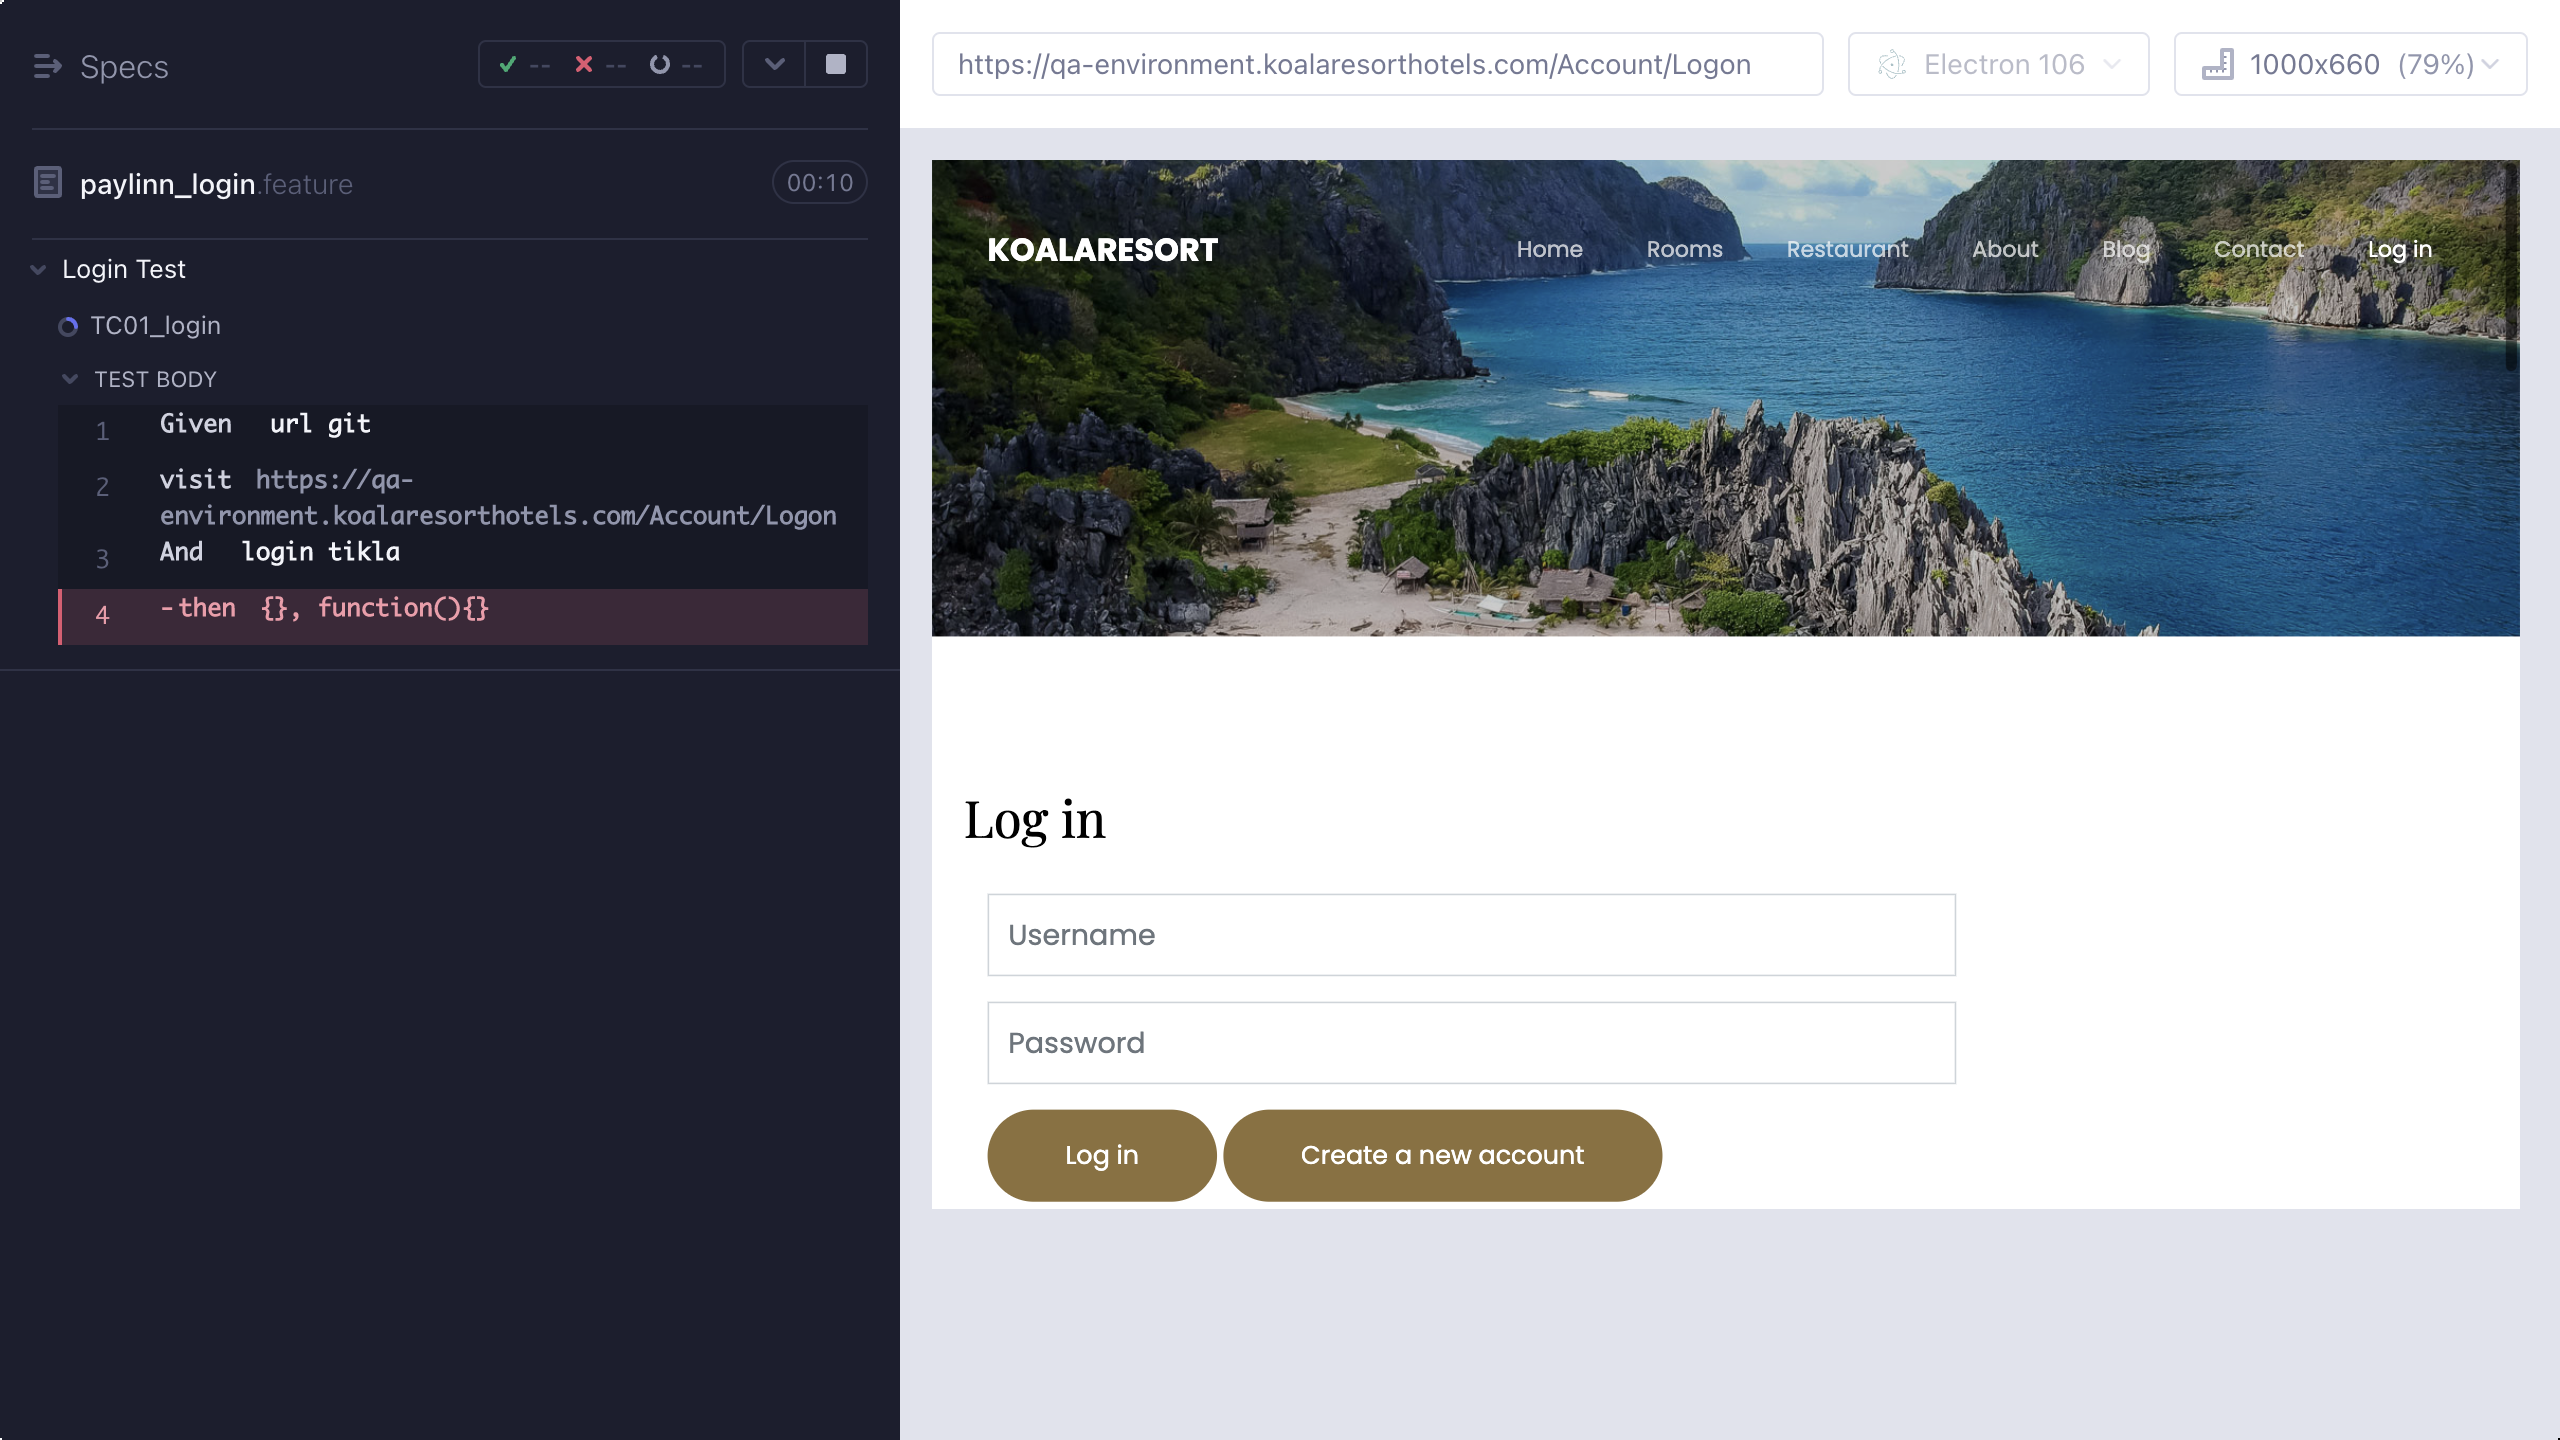 Specs
-- -- --
paylinn_login.feature
00:10
Login Test
TC01_login
TEST BODY
1 Given url git
2 visit https://qa-
environment.koalaresorthotels.com/Account/Logon
3 And login tikla
4 -then {}, function(){}
https://qa-environment.koalaresorthotels.com/Account/Logon
Electron 106
1000x660 (79%)
KOALARESORT
Home Rooms Restaurant About Blog Contact Log in
Log in
Username
Password
Log in
Create a new account